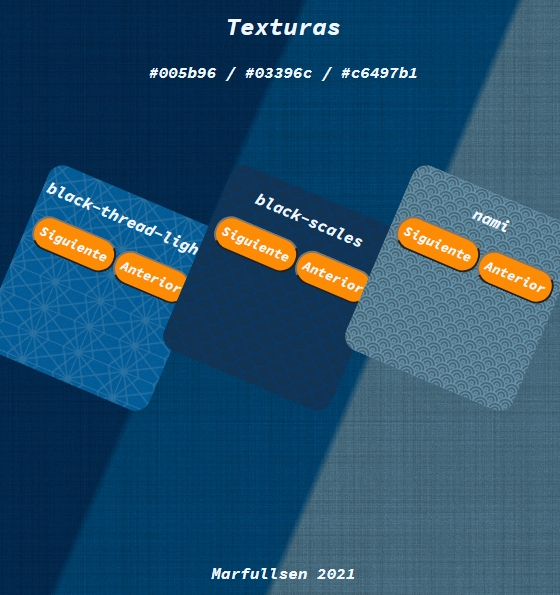 Texturas
#005b96 / #03396c / #c6497b1
black-thread-ligh
Siguiente
Anterior
black-scales
Siguiente
Anterior
nami
Siguiente
Anterior
Marfullsen 2021